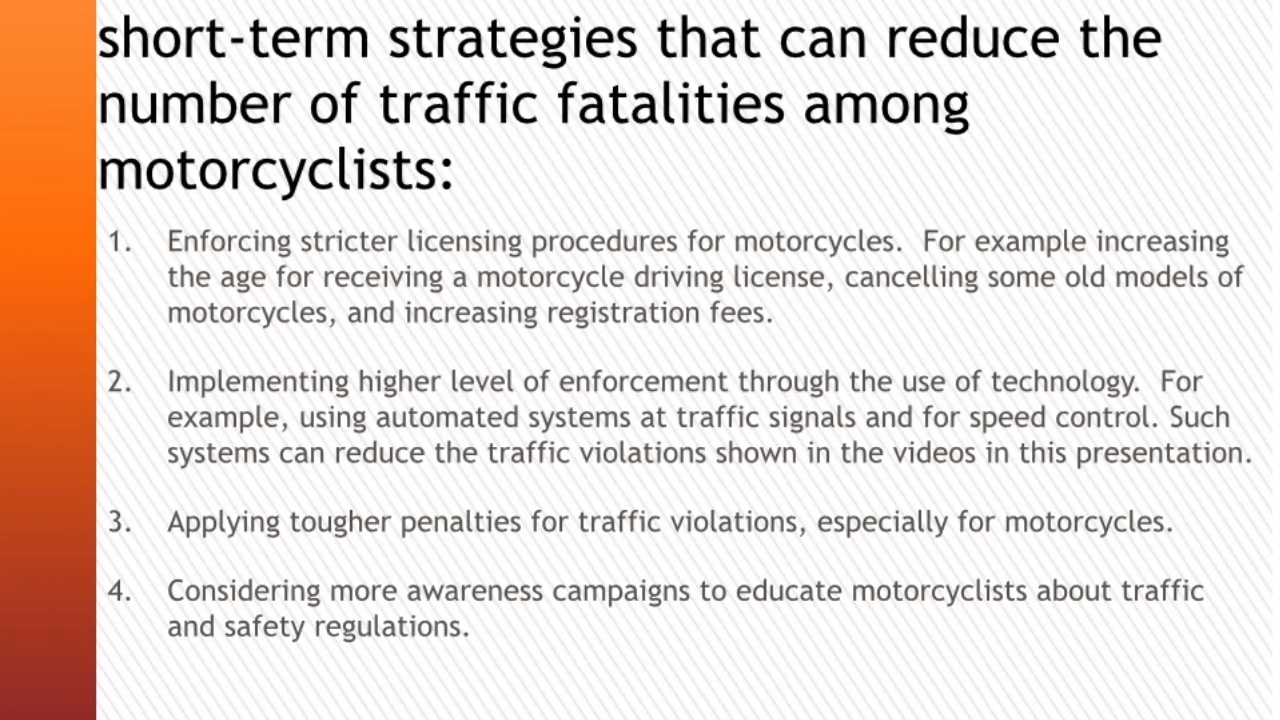 short-term strategies that can reduce the
number of traffic fatalities among
motorcyclists:
1. Enforcing stricter licensing procedures for motorcycles. For example increasing
the age for receiving a motorcycle driving license, cancelling some old models of
motorcycles, and increasing registration fees.
2. Implementing higher level of enforcement through the use of technology. For
example, using automated systems at traffic signals and for speed control. Such
systems can reduce the traffic violations shown in the videos in this presentation.
3. Applying tougher penalties for traffic violations, especially for motorcycles.
4. Considering more awareness campaigns to educate motorcyclists about traffic
and safety regulations.